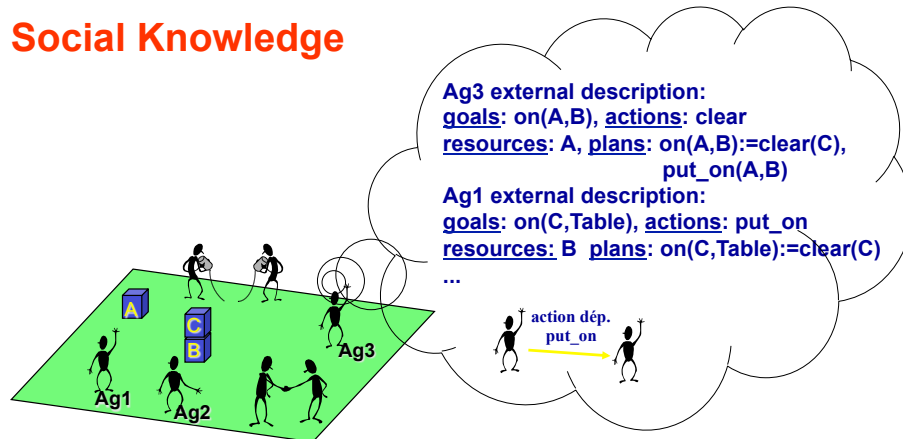 Social Knowledge
Ag3 external description:
goals: on(A,B), actions: clear
resources: A, plans: on(A,B):=clear(C),
put_on(A,B)
Ag1 external description:
goals: on(C,Table), actions: put_on
resources: B plans: on(C,Table):=clear(C)
...
action dép.
put_on
A
C
B
Ag3
Ag1
Ag2